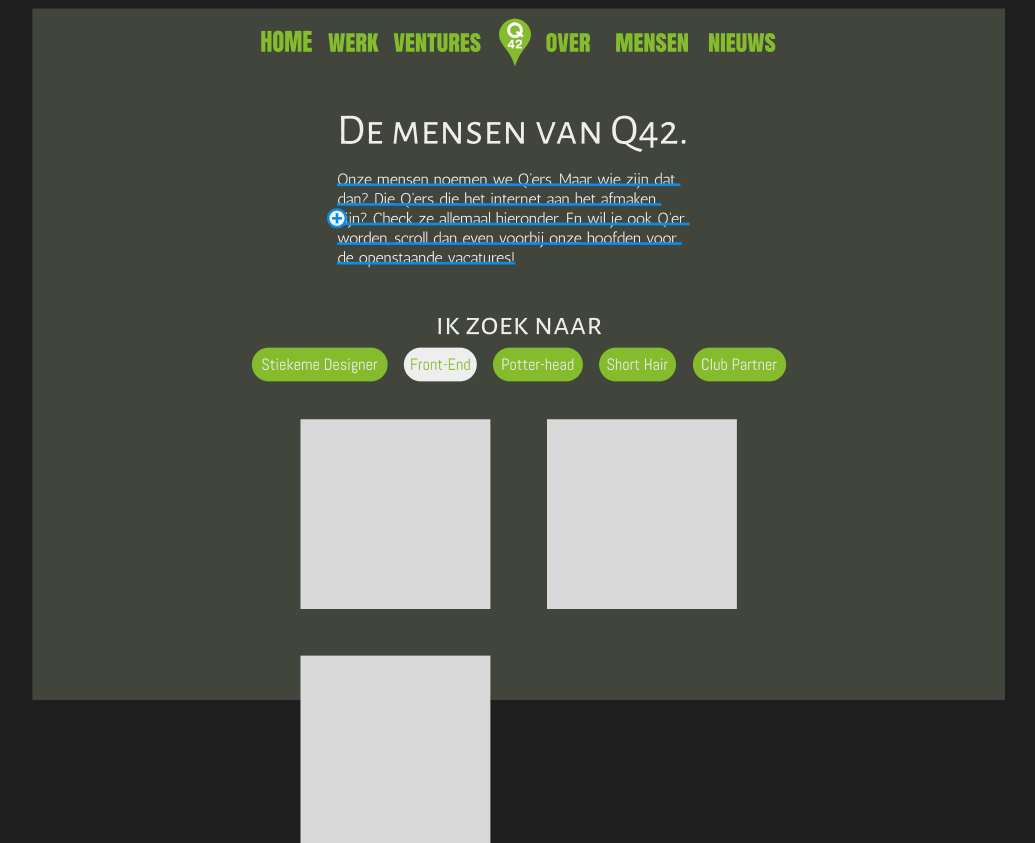 HOME WERK VENTURES Q 42 OVER MENSEN NIEUWS
De mensen van Q42.
Onze mensen noemen we Q'ers. Maar wie zijn dat
dan? Die Q'ers die het internet aan het afmaken
ijn? Check ze allemaal hieronder. En wil je ook Q'er
worden, scroll dan even voorbij onze hoofden voor
de openstaande vacatures!
IK ZOEK NAAR
Stiekeme Designer Front-End Potter-head Short Hair Club Partner